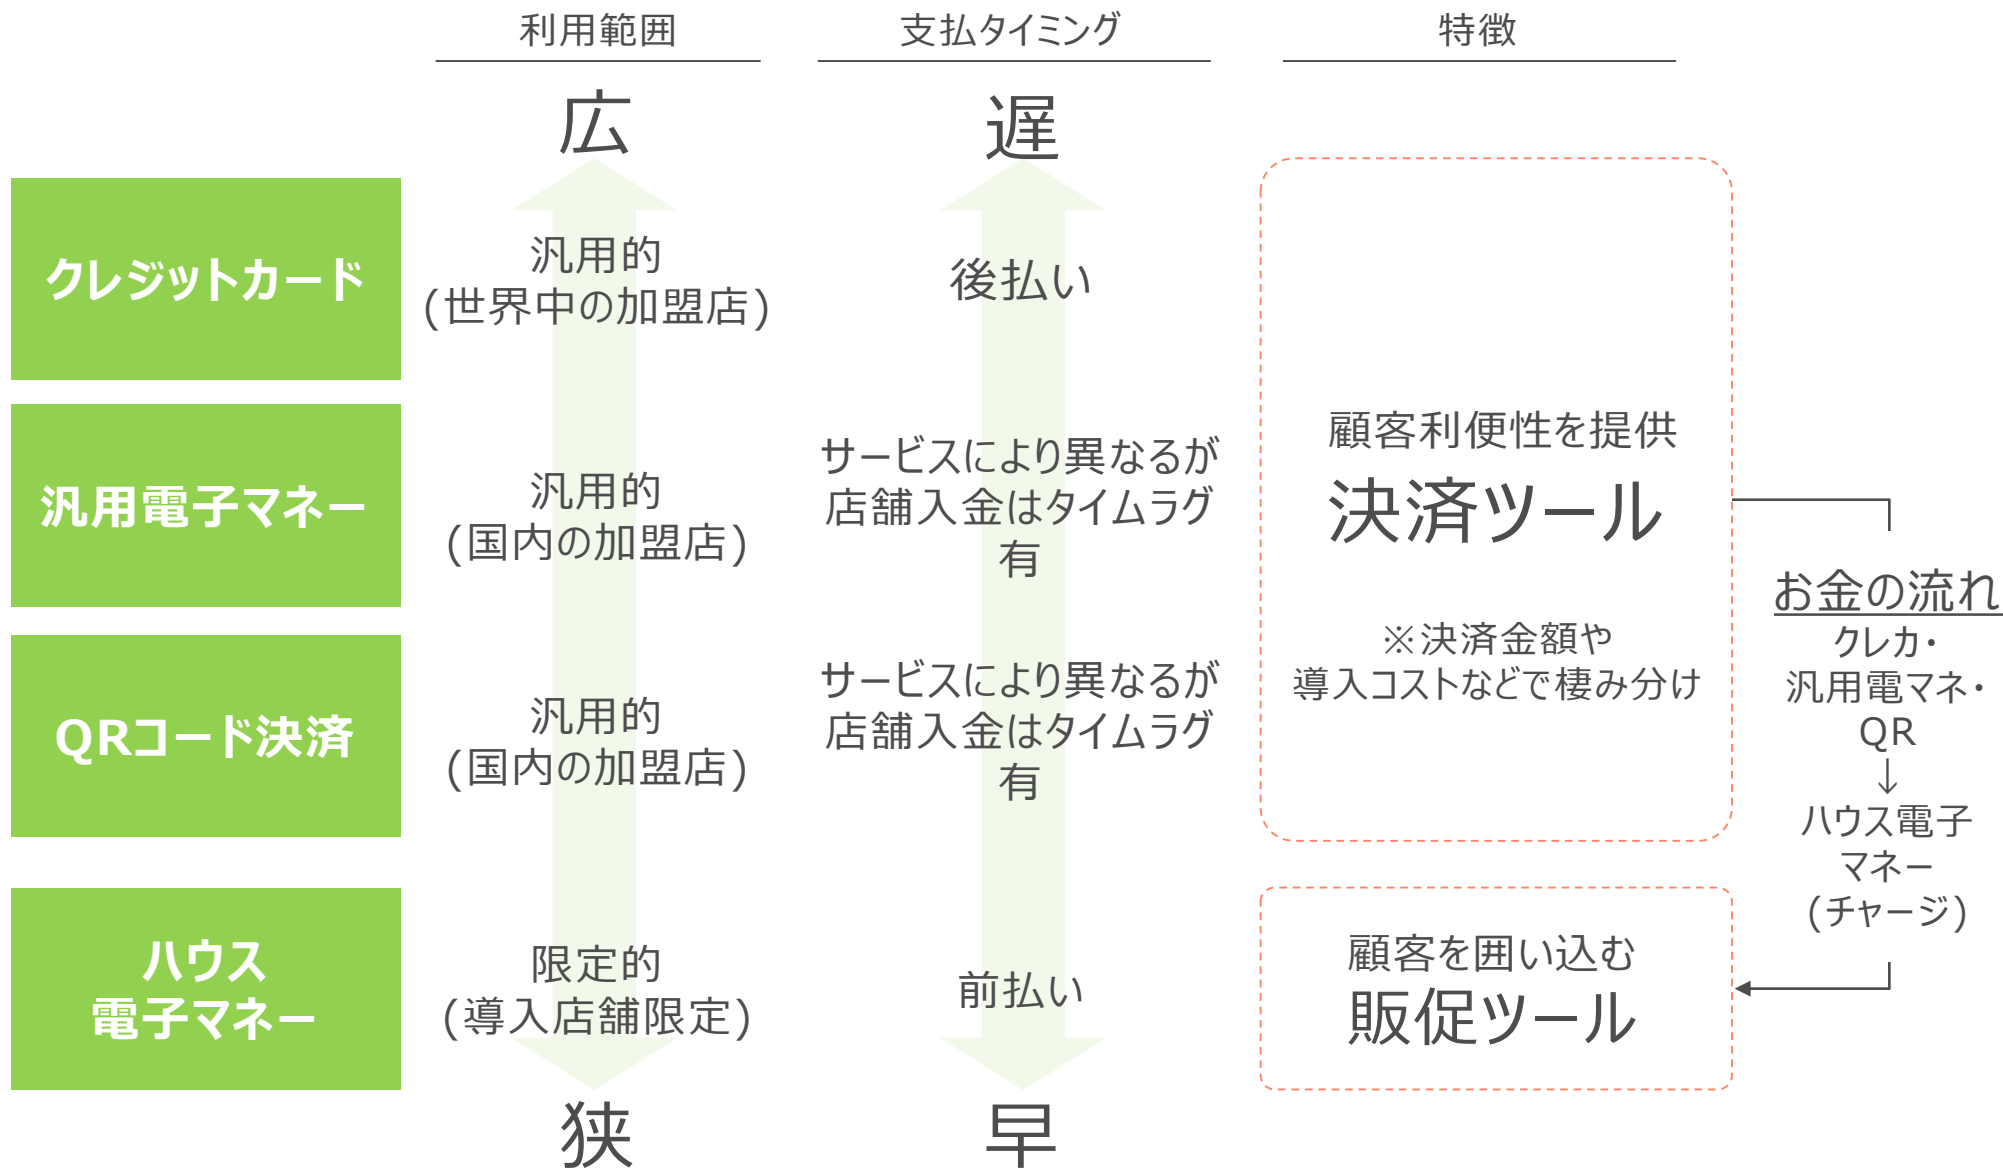 利用範囲
支払タイミング
特徴
広
遅
クレジットカード
汎用的
(世界中の加盟店)
後払い
汎用電子マネー
汎用的
(国内の加盟店)
サービスにより異なるが
店舗入金はタイムラグ
有
QRコード決済
汎用的
(国内の加盟店)
サービスにより異なるが
店舗入金はタイムラグ
有
顧客利便性を提供
決済ツール
※決済金額や
導入コストなどで棲み分け
お金の流れ
クレカ・
汎用電マネ・
QR
↓
ハウス電子
マネー
(チャージ)
ハウス
電子マネー
限定的
(導入店舗限定)
前払い
顧客を囲い込む
販促ツール
狭
早